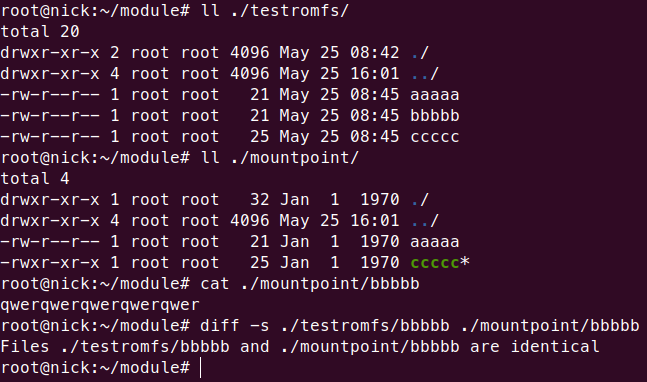 root@nick:~/module# ll ./testromfs/
total 20
drwxr-xr-x 2 root root 4096 May 25 08:42 ./
drwxr-xr-x 4 root root 4096 May 25 16:01 ../
-rw-r--r-- 1 root root   21 May 25 08:45 aaaaa
-rw-r--r-- 1 root root   21 May 25 08:45 bbbbb
-rw-r--r-- 1 root root   25 May 25 08:45 ccccc
root@nick:~/module# ll ./mountpoint/
total 4
drwxr-xr-x 1 root root   32 Jan  1  1970 ./
drwxr-xr-x 4 root root 4096 May 25 16:01 ../
-rw-r--r-- 1 root root   21 Jan  1  1970 aaaaa
-rwxr-xr-x 1 root root   25 Jan  1  1970 ccccc*
root@nick:~/module# cat ./mountpoint/bbbbb
qwerqwerqwerqwerqwer
root@nick:~/module# diff -s ./testromfs/bbbbb ./mountpoint/bbbbb
Files ./testromfs/bbbbb and ./mountpoint/bbbbb are identical
root@nick:~/module#